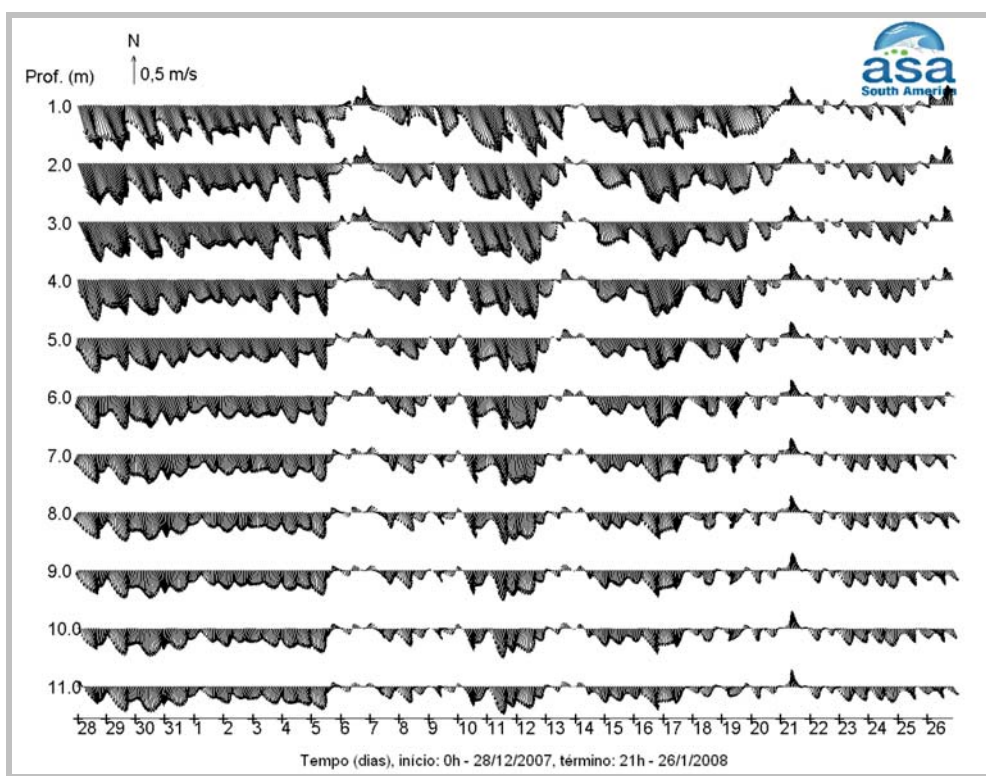 N
Prof. (m)
0,5 m/s
asa
South America
1.0
2.0
3.0
4.0
5.0
6.0
7.0
8.0
9.0
10.0
11.0
28 29 30 31 1 2 3 4 5 6 7 8 9 10 11 12 13 14 15 16 17 18 19 20 21 22 23 24 25 26
Tempo (dias), início: 0h - 28/12/2007, término: 21h - 26/1/2008